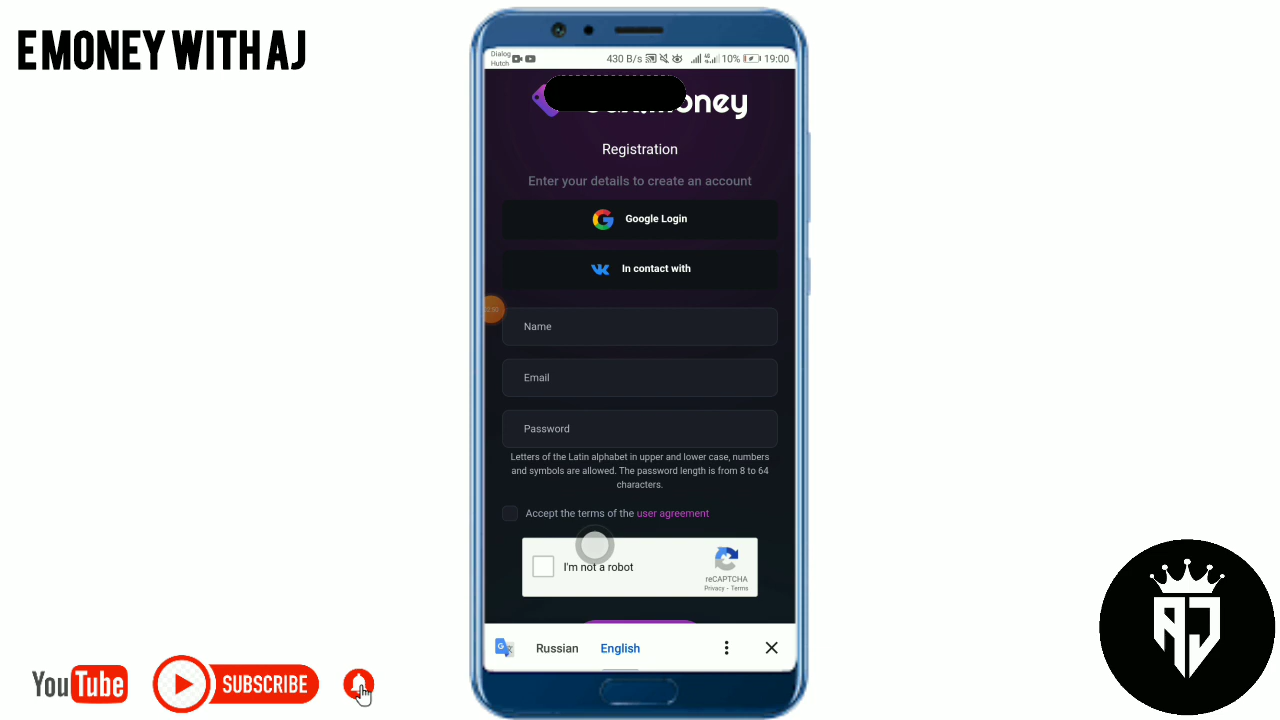 E MONEY WITH AJ
Dialog
Hutch
430 B/s
10%
19:00
money
Registration
Enter your details to create an account
Google Login
In contact with
Name
Email
Password
Letters of the Latin alphabet in upper and lower case, numbers
and symbols are allowed. The password length is from 8 to 64
characters.
Accept the terms of the user agreement
I'm not a robot
reCAPTCHA
Privacy - Terms
Russian
English
YouTube
SUBSCRIBE
AJ